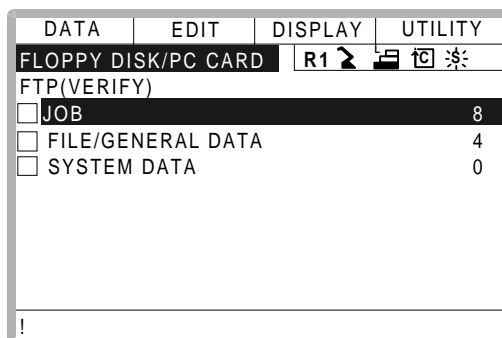 DATA EDIT DISPLAY UTILITY
FLOPPY DISK/PC CARD R1 C S
FTP(VERIFY)
JOB 8
FILE/GENERAL DATA 4
SYSTEM DATA 0
!